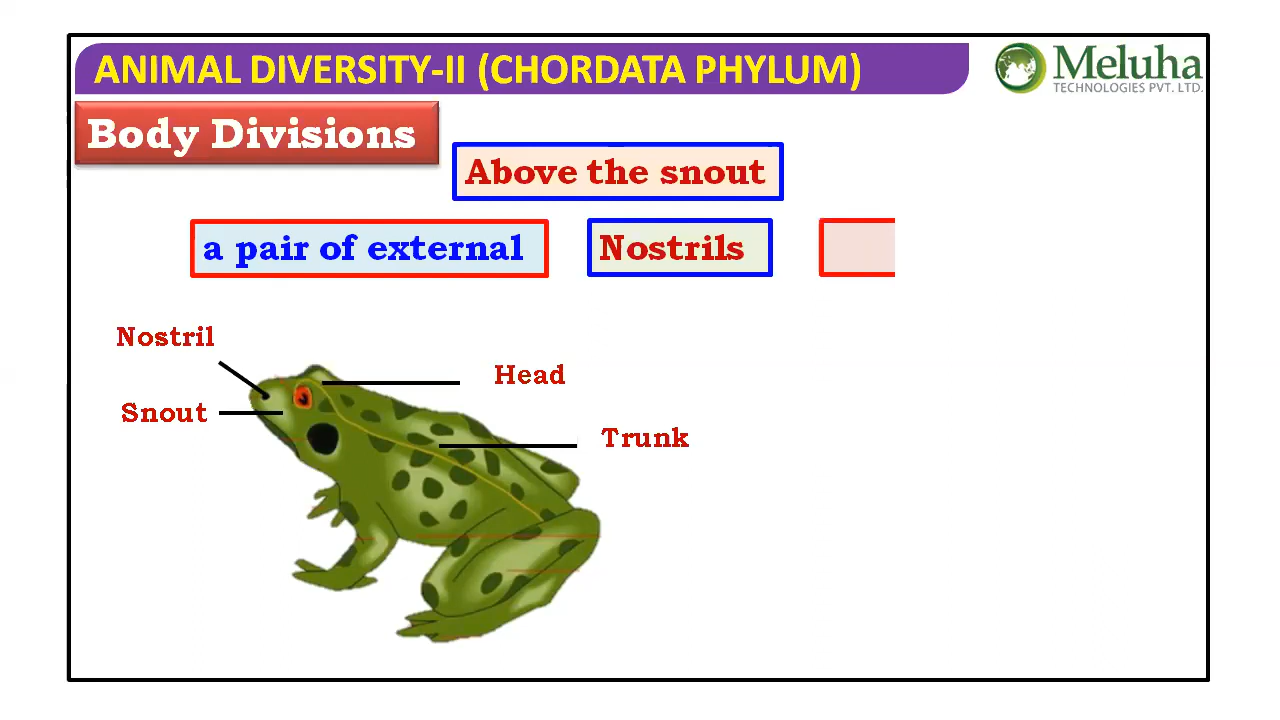 ANIMAL DIVERSITY-II (CHORDATA PHYLUM)
Meluha
TECHNOLOGIES PVT. LTD.
Body Divisions
Above the snout
a pair of external
Nostrils
Nostril
Head
Snout
Trunk